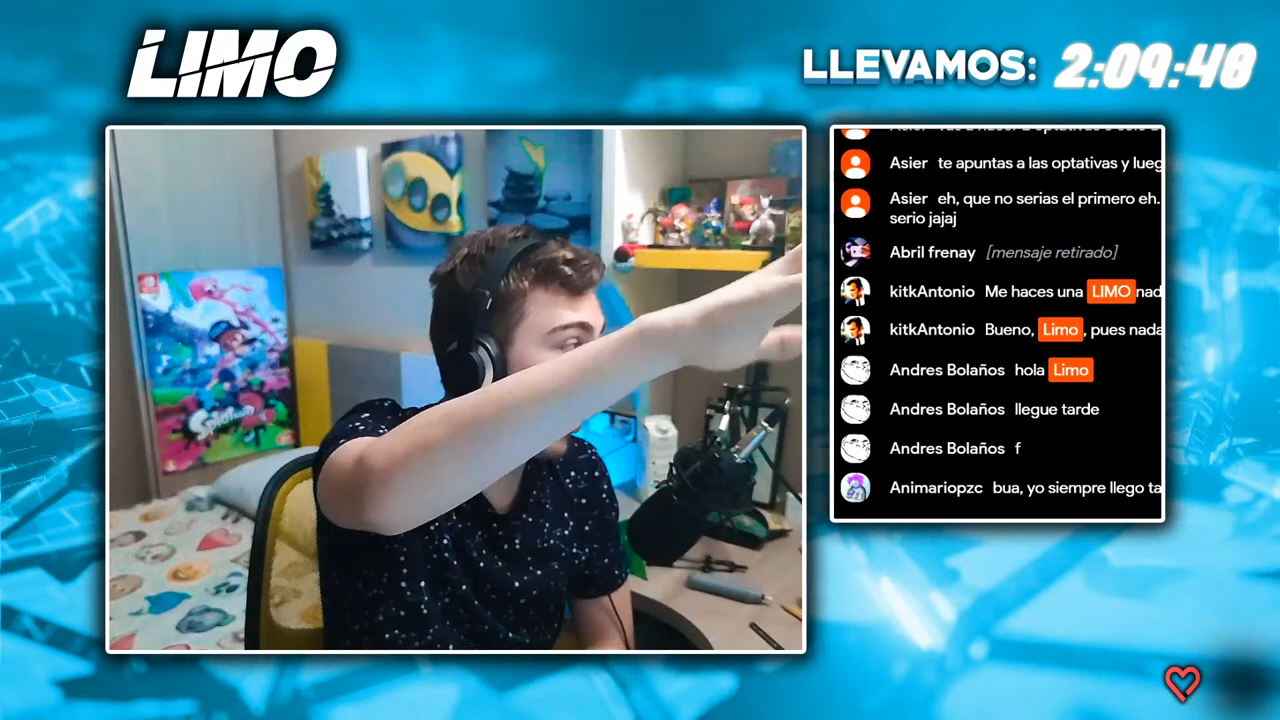 LIMO
LLEVAMOS: 2:09:48
Asier te apuntas a las optativas y lueg
Asier eh, que no serias el primero eh.
serio jajaj
Abril frenay [mensaje retirado]
kitkAntonio Me haces una LIMO nad
kitkAntonio Bueno, Limo, pues nada
Andres Bolaños hola Limo
Andres Bolaños llegue tarde
Andres Bolaños f
Animariopzc bua, yo siempre llego ta
Splatoon 2